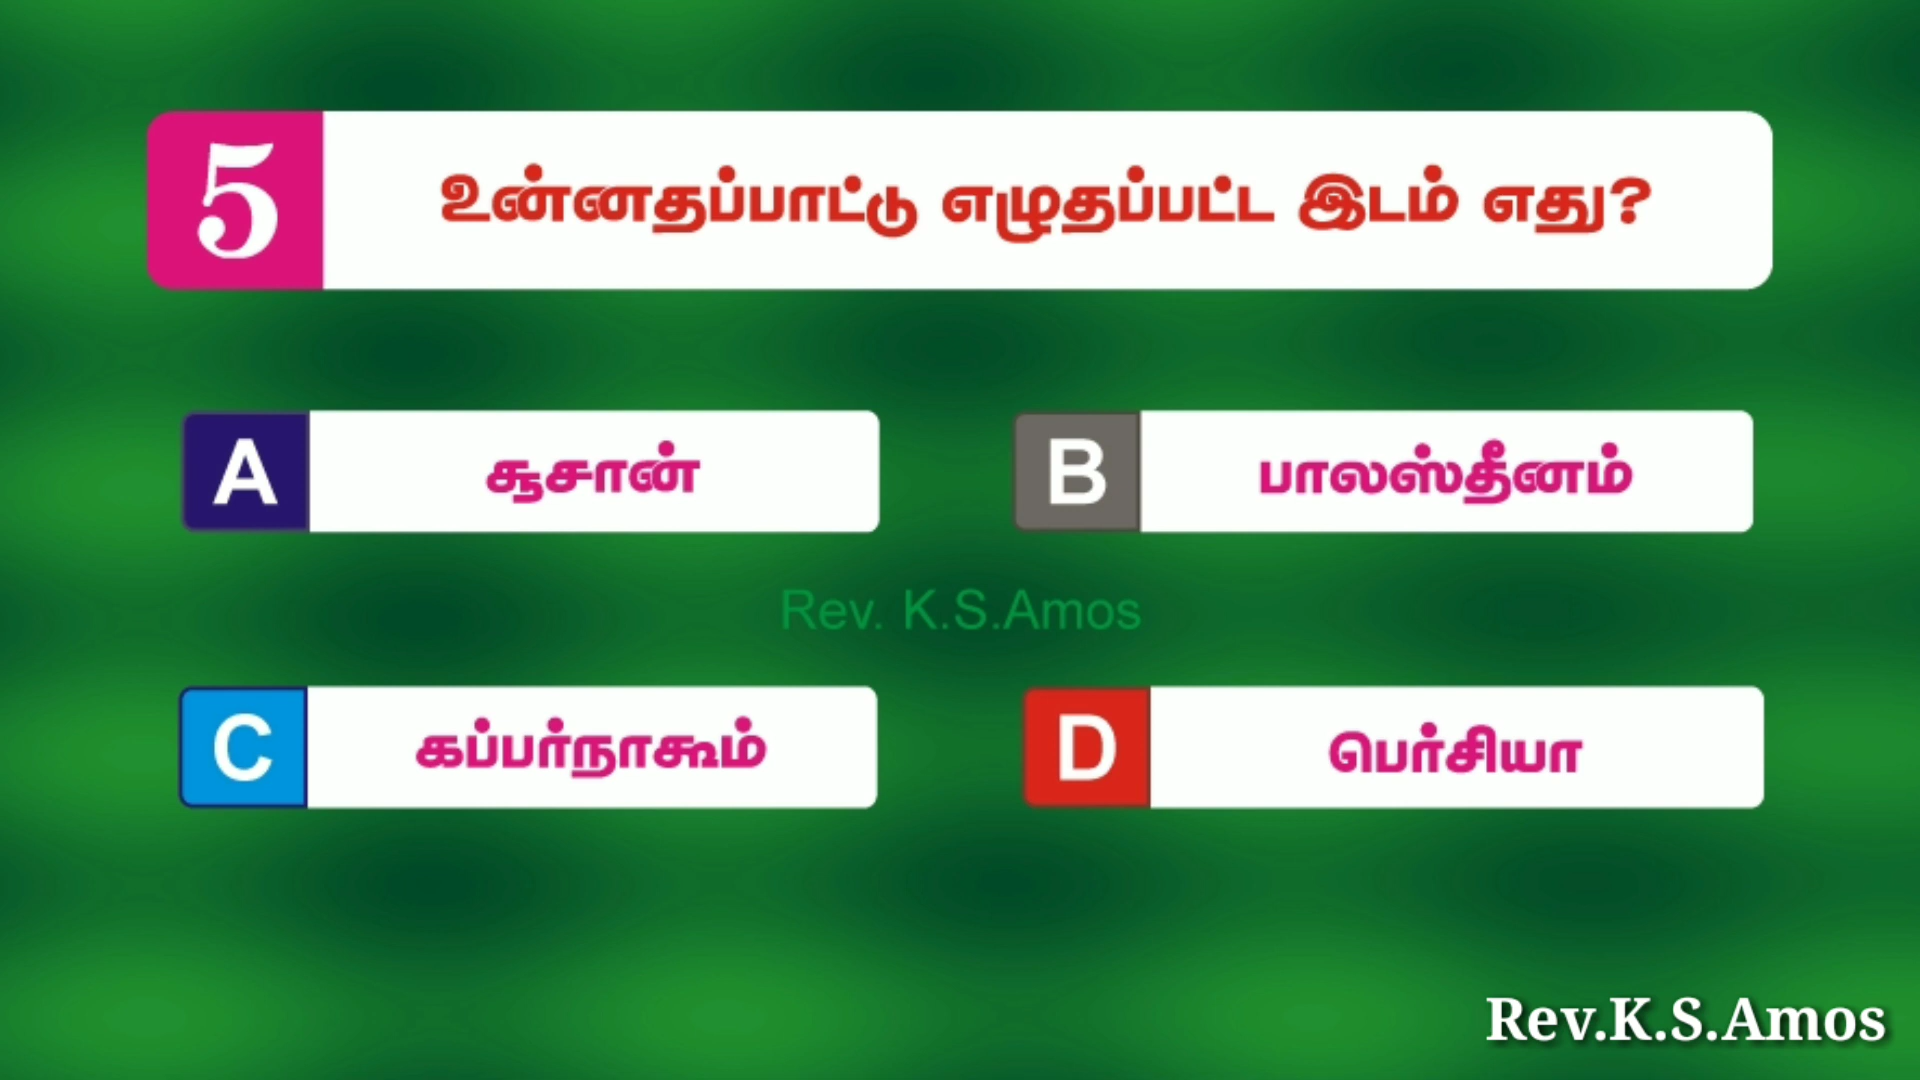 5
உன்னதப்பாட்டு எழுதப்பட்ட இடம் எது?
A
சூசான்
B
பாலஸ்தீனம்
Rev. K.S.Amos
C
கப்பர்நாகூம்
D
பெர்சியா
Rev.K.S.Amos